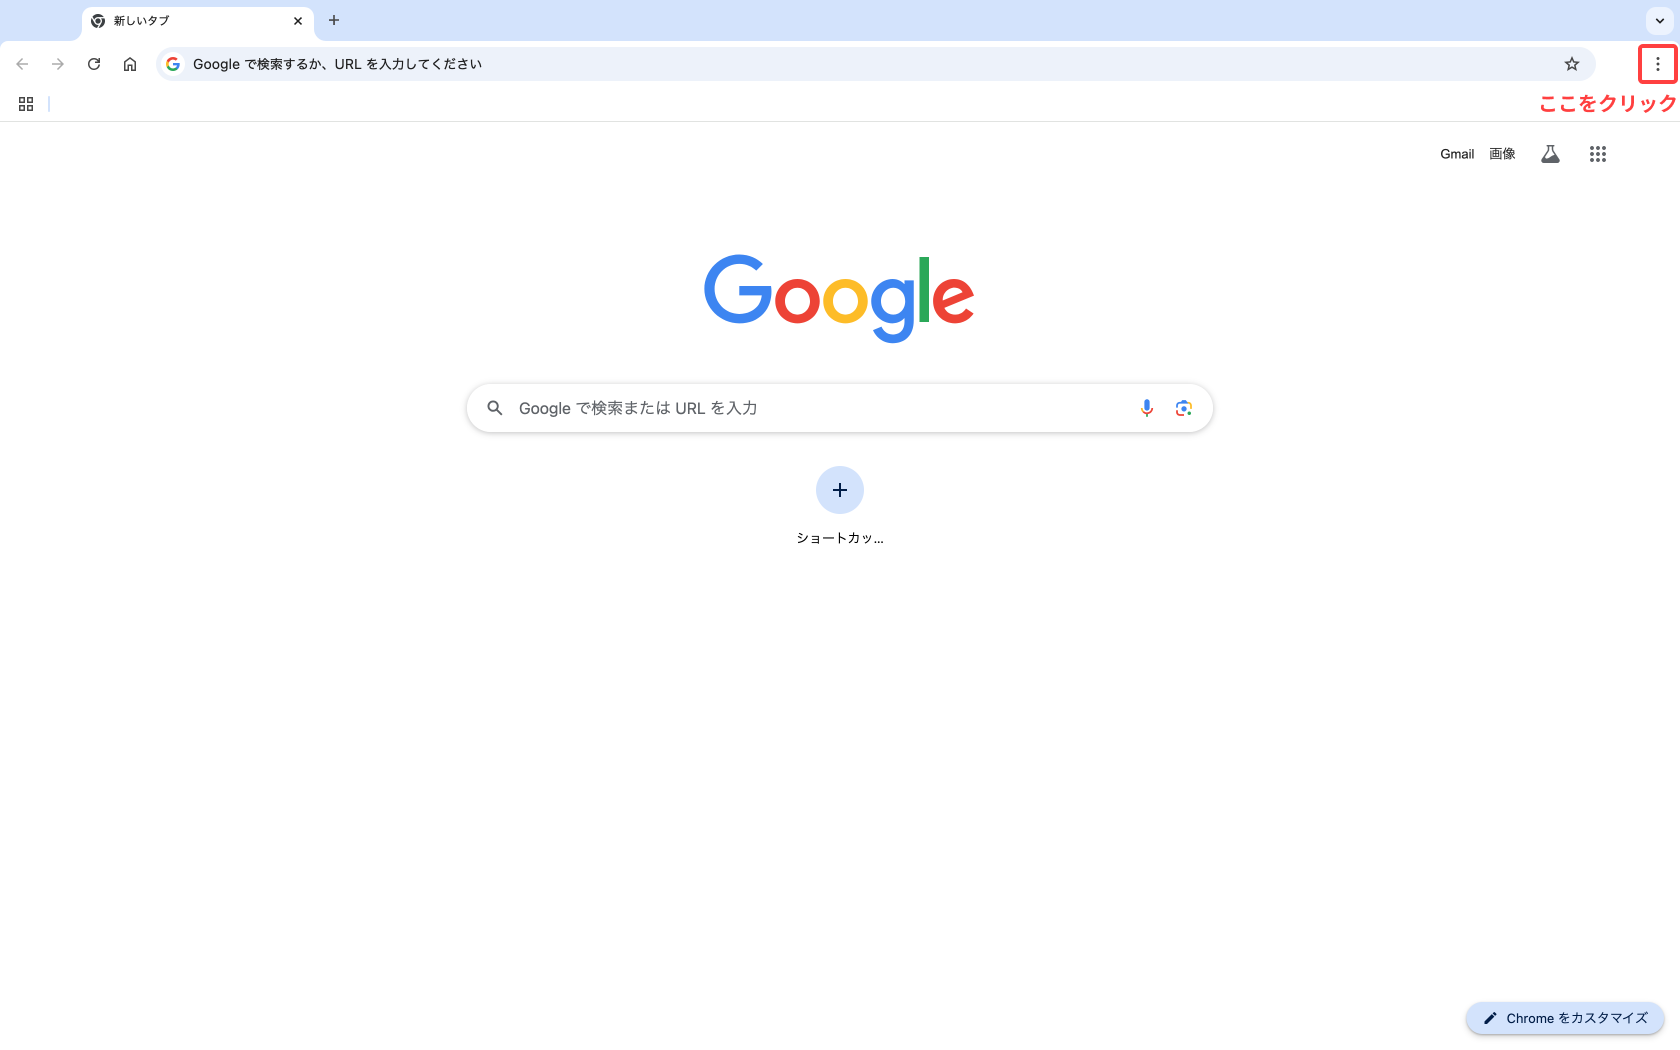 新しいタブ
Google で検索するか、URL を入力してください
ここをクリック
Gmail 画像
Google
Google で検索または URL を入力
ショートカッ...
Chrome をカスタマイズ